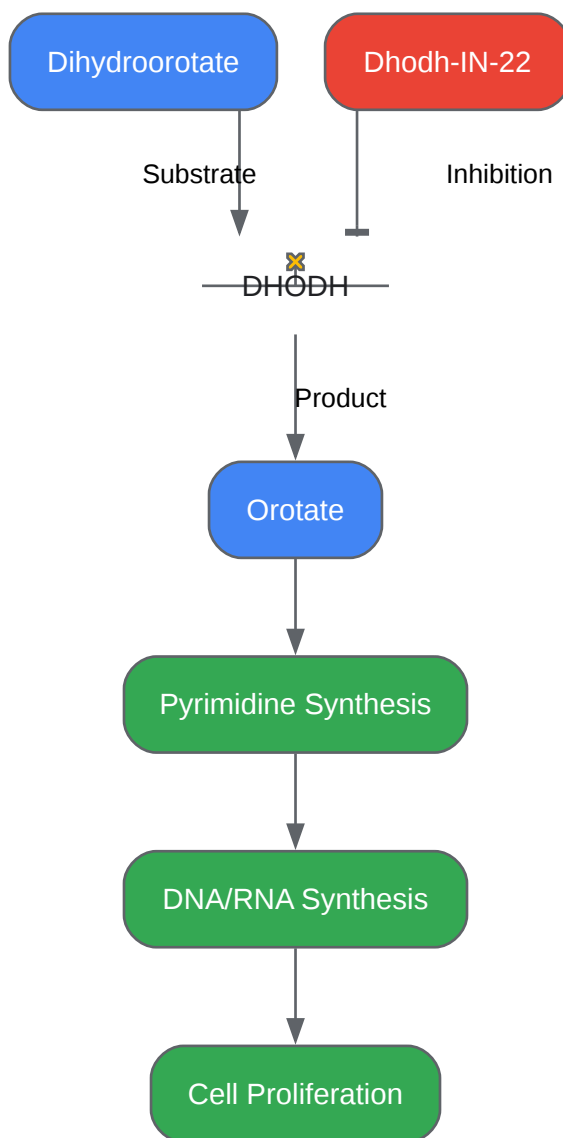 Dihydroorotate
Dhodh-IN-22
Substrate
Inhibition
DHODH
Product
Orotate
Pyrimidine Synthesis
DNA/RNA Synthesis
Cell Proliferation